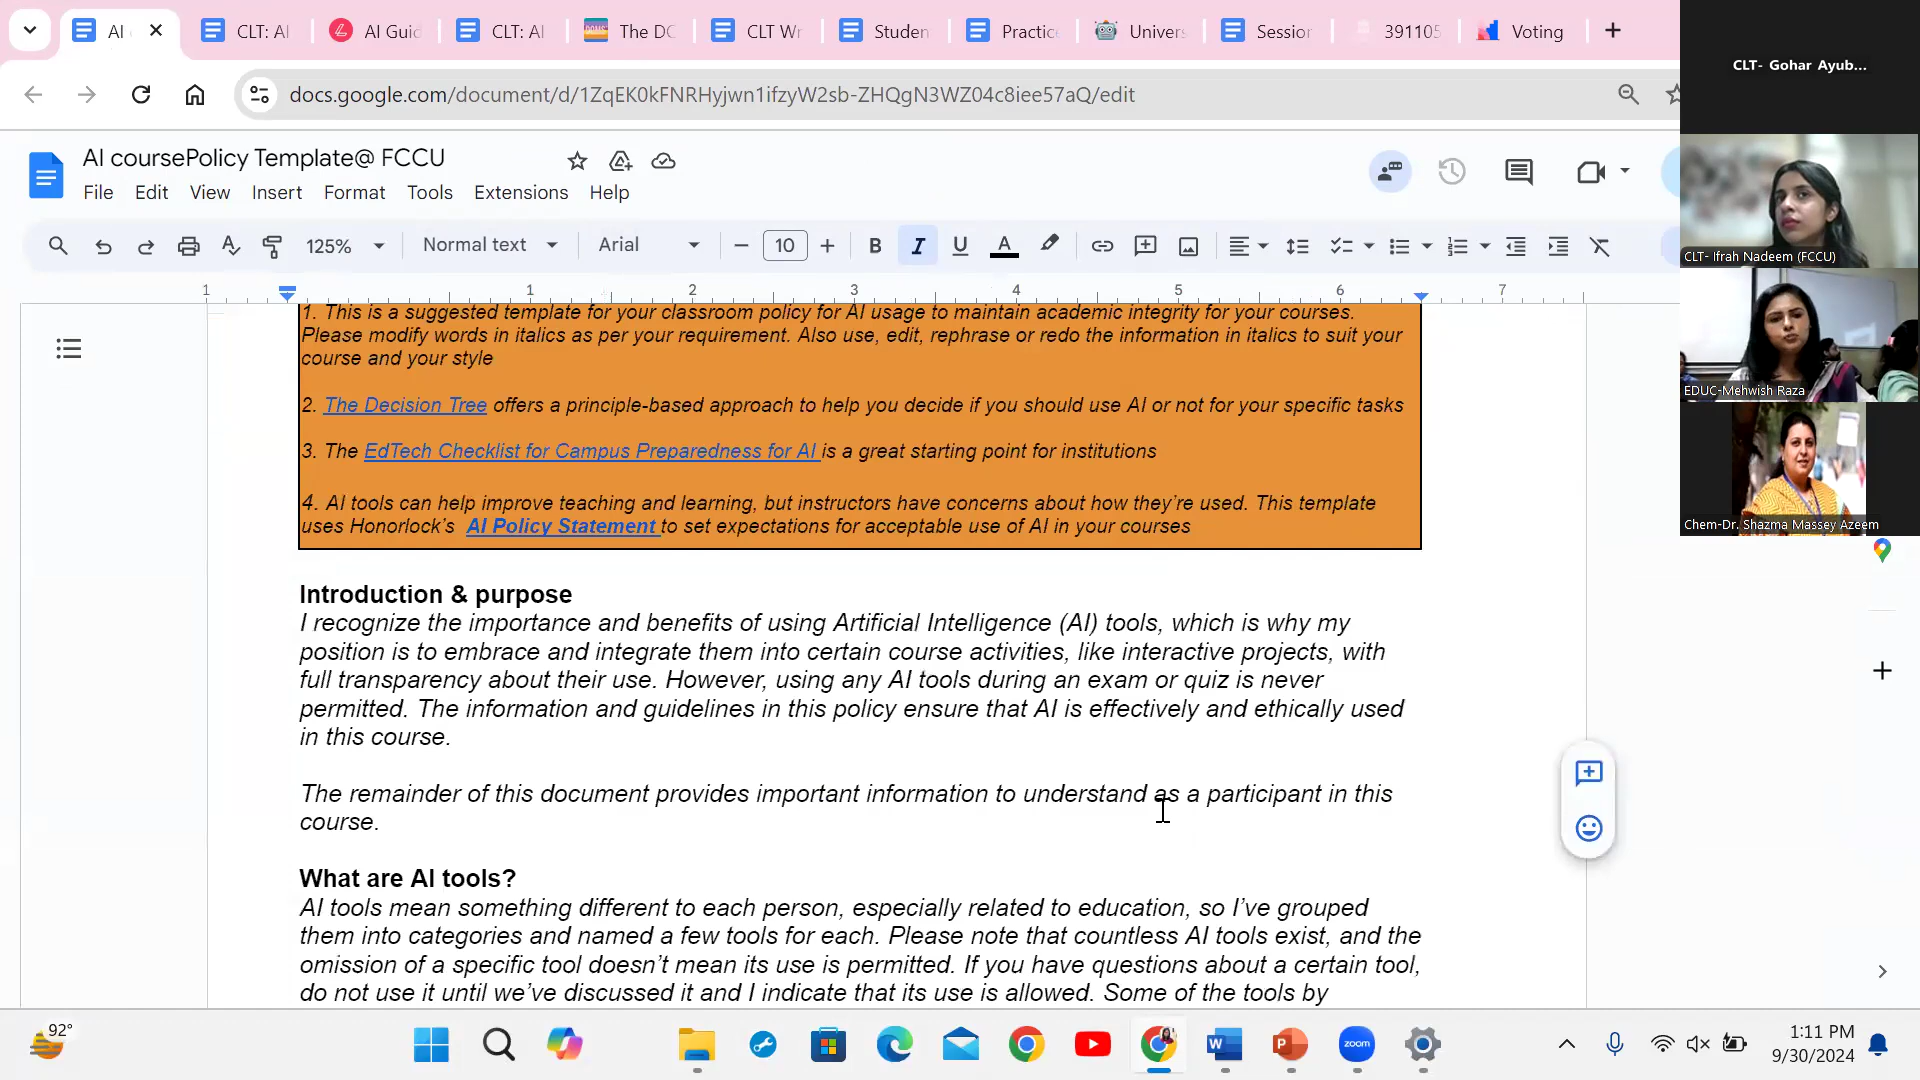 AI
CLT: AI
AI Guid
CLT: AI
The DO
CLT Wr
Studen
Practic
Univer
Session
391105
Voting
docs.google.com/document/d/1ZqEK0kFNRHyjwn1ifzyW2sb-ZHQgN3WZ04c8iee57aQ/edit
AI coursePolicy Template@ FCCU
File Edit View Insert Format Tools Extensions Help
125% Normal text Arial 10 B I U A
1 1 2 3 4 5 6 7
1. This is a suggested template for your classroom policy for AI usage to maintain academic integrity for your courses.
Please modify words in italics as per your requirement. Also use, edit, rephrase or redo the information in italics to suit your
course and your style
2. The Decision Tree offers a principle-based approach to help you decide if you should use AI or not for your specific tasks
3. The EdTech Checklist for Campus Preparedness for AI is a great starting point for institutions
4. AI tools can help improve teaching and learning, but instructors have concerns about how they're used. This template
uses Honorlock's AI Policy Statement to set expectations for acceptable use of AI in your courses
Introduction & purpose
I recognize the importance and benefits of using Artificial Intelligence (AI) tools, which is why my
position is to embrace and integrate them into certain course activities, like interactive projects, with
full transparency about their use. However, using any AI tools during an exam or quiz is never
permitted. The information and guidelines in this policy ensure that AI is effectively and ethically used
in this course.
The remainder of this document provides important information to understand as a participant in this
course.
What are AI tools?
AI tools mean something different to each person, especially related to education, so I've grouped
them into categories and named a few tools for each. Please note that countless AI tools exist, and the
omission of a specific tool doesn't mean its use is permitted. If you have questions about a certain tool,
do not use it until we've discussed it and I indicate that its use is allowed. Some of the tools by
CLT- Gohar Ayub...
CLT- Ifrah Nadeem (FCCU)
EDUC-Mehwish Raza
Chem-Dr. Shazma Massey Azeem
92°
zoom
1:11 PM
9/30/2024